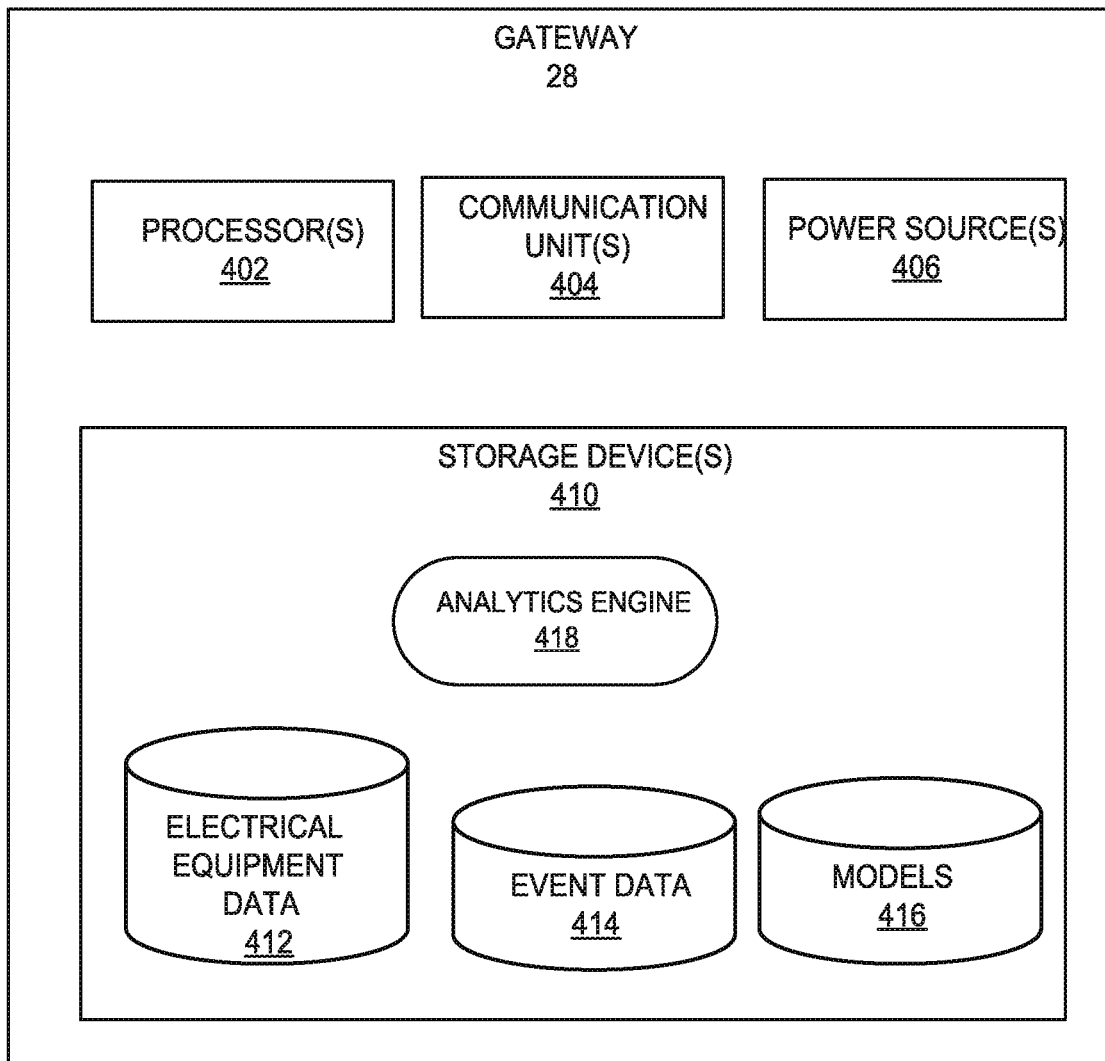 GATEWAY
28
PROCESSOR(S)
402
COMMUNICATION
UNIT(S)
404
POWER SOURCE(S)
406
STORAGE DEVICE(S)
410
ANALYTICS ENGINE
418
ELECTRICAL
EQUIPMENT
DATA
412
EVENT DATA
414
MODELS
416